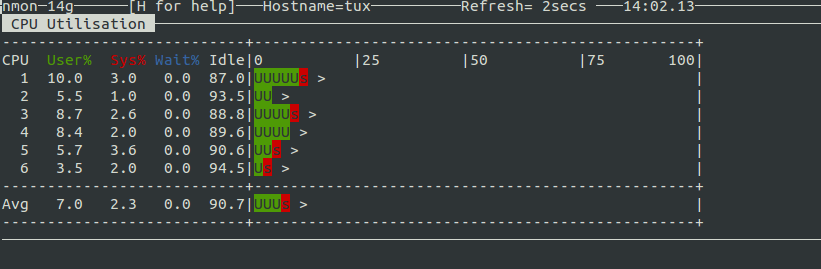 nmon─14g──────[H for help]───Hostname=tux──────────Refresh= 2secs ───14:02.13────
CPU Utilisation
---------------------------+-------------------------------------------------+
CPU  User%  Sys% Wait%  Idle|0          |25         |50          |75       100|
  1  10.0   3.0   0.0  87.0|UUUUUs >                                         |
  2   5.5   1.0   0.0  93.5|UU >                                             |
  3   8.7   2.6   0.0  88.8|UUUUs >                                          |
  4   8.4   2.0   0.0  89.6|UUUU >                                           |
  5   5.7   3.6   0.0  90.6|UUs >                                            |
  6   3.5   2.0   0.0  94.5|Us >                                             |
---------------------------+-------------------------------------------------+
Avg   7.0   2.3   0.0  90.7|UUUs >                                           |
---------------------------+-------------------------------------------------+